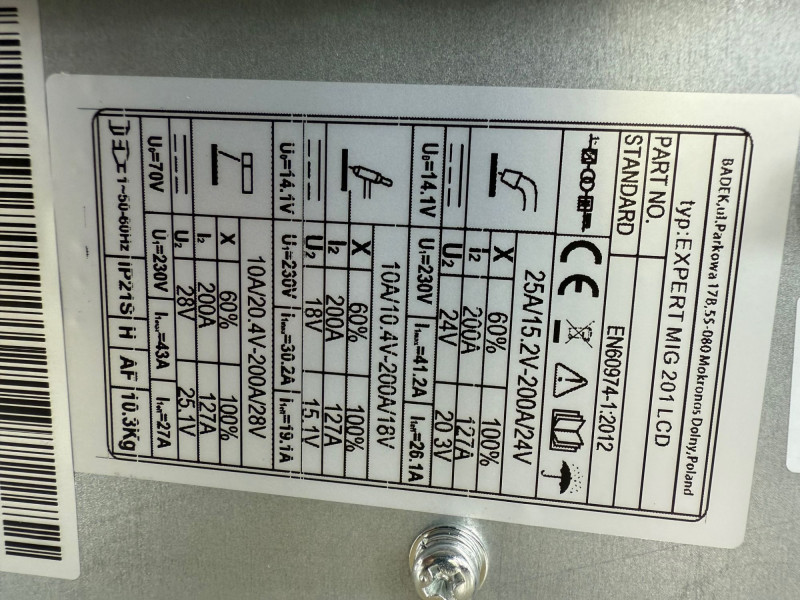 BADEK,ul.Parkowa 178,55-080 Mokronos Dolny,Poland
typ: EXPERT MIG 201 LCD
PART NO.
STANDARD EN60974-1:2012
CE
25A/15.2V-200A/24V
X 60% 100%
I2 200A 127A
U2 24V 20.3V
U0=14.1V U1=230V I1max=41.2A I1eff=26.1A
10A/10.4V-200A/18V
X 60% 100%
I2 200A 127A
U2 18V 15.1V
U0=14.1V U1=230V I1max=30.2A I1eff=19.1A
10A/20.4V-200A/28V
X 60% 100%
I2 200A 127A
U2 28V 25.1V
U0=70V U1=230V I1max=43A I1eff=27A
1~50-60Hz IP21S H AF 10.3Kg